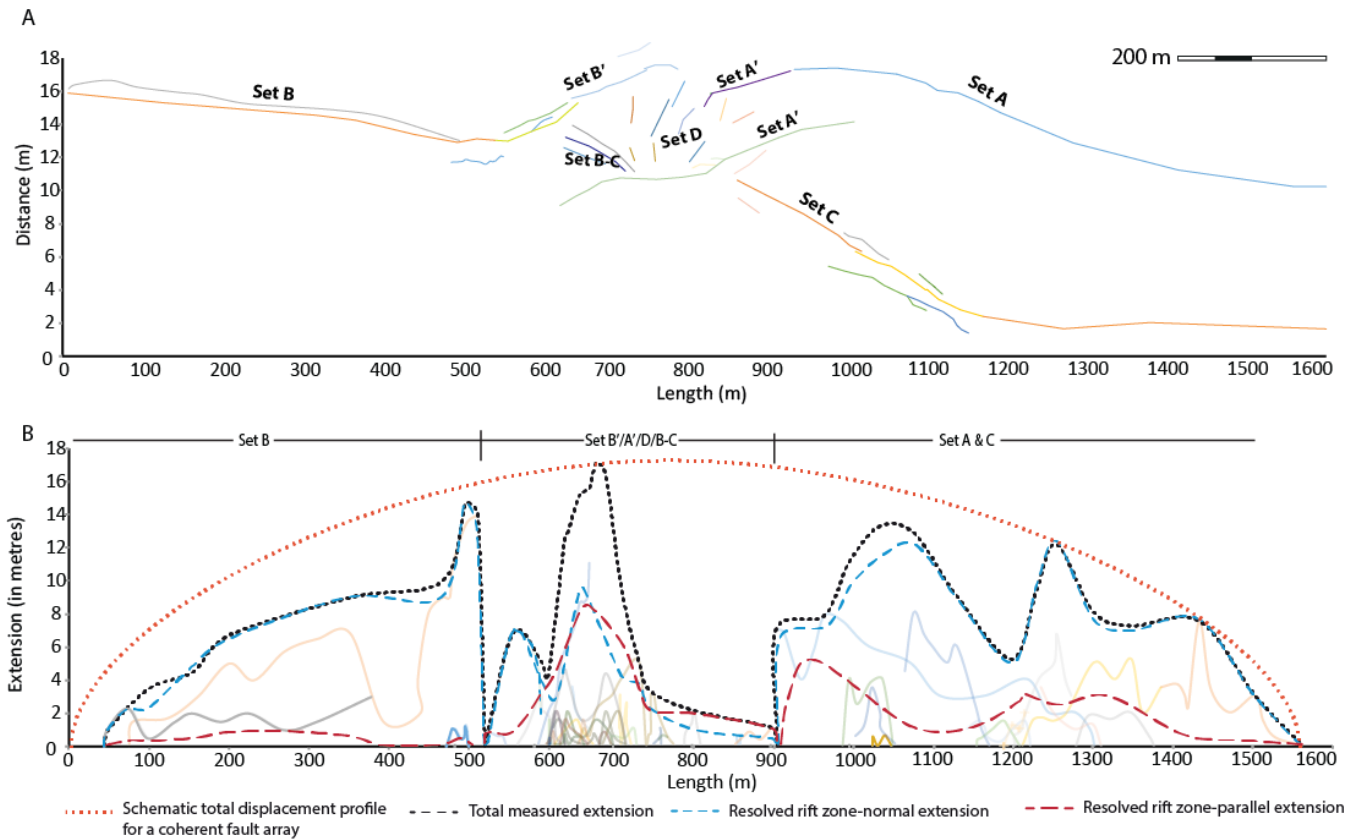 A
200 m
Distance (m)
18
16
14
12
10
8
6
4
2
0
Set B
Set B'
Set A'
Set A
Set A'
Set D
Set B-C
Set C
0 100 200 300 400 500 600 700 800 900 1000 1100 1200 1300 1400 1500 1600
Length (m)
B
Set B Set B'/A'/D/B-C Set A & C
Extension (in metres)
18
16
14
12
10
8
6
4
2
0
0 100 200 300 400 500 600 700 800 900 1000 1100 1200 1300 1400 1500 1600
Length (m)
Schematic total displacement profile
for a coherent fault array
Total measured extension
Resolved rift zone-normal extension
Resolved rift zone-parallel extension